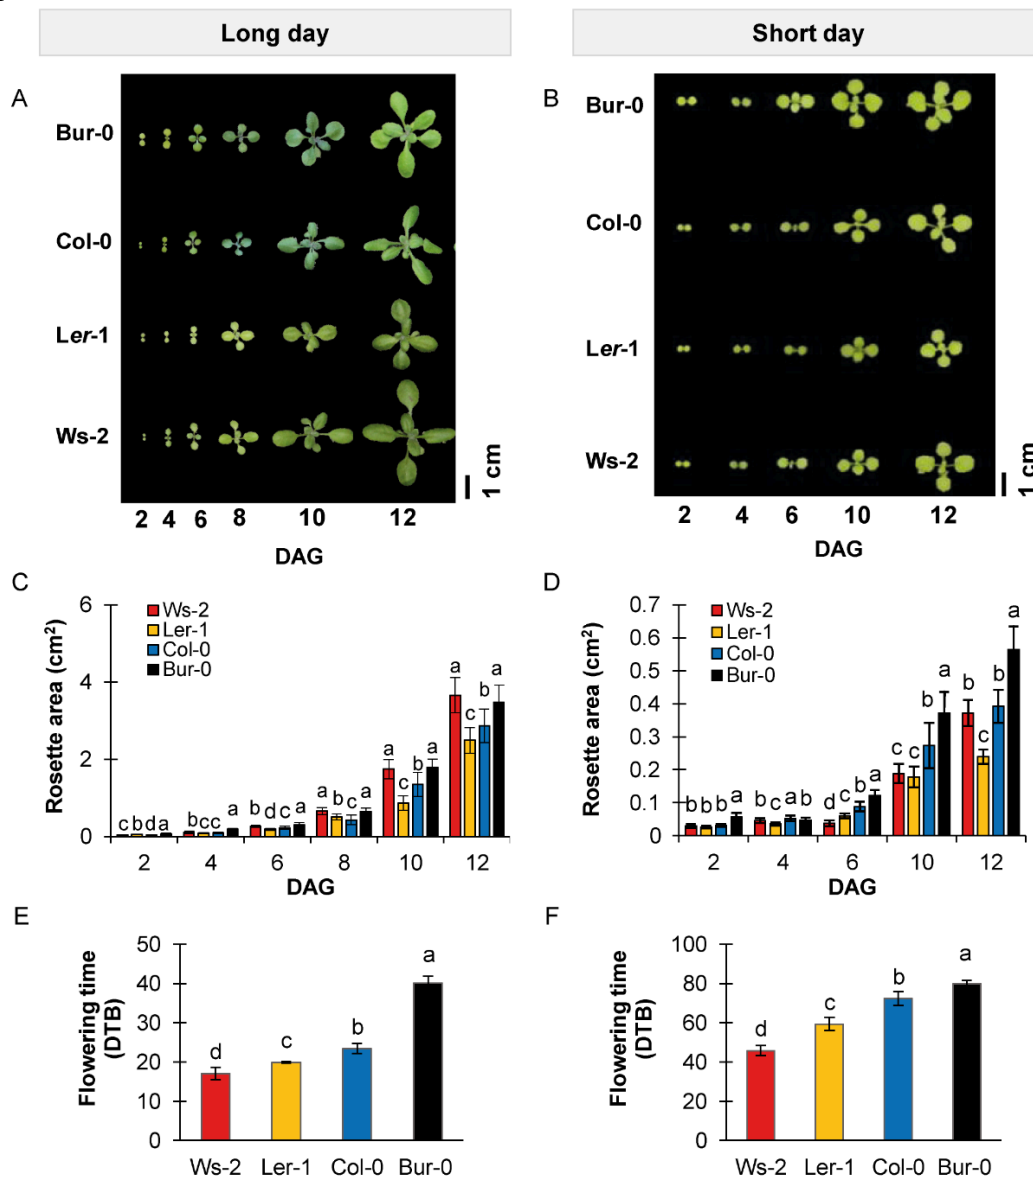 Long day
Short day
A
Bur-0
Col-0
Ler-1
Ws-2
1 cm
2 4 6 8 10 12
DAG
B
Bur-0
Col-0
Ler-1
Ws-2
1 cm
2 4 6 10 12
DAG
C
Rosette area (cm²)
6
4
2
0
Ws-2
Ler-1
Col-0
Bur-0
c b d a
b c c a
b d c a
a b c a
a c b a
a c b a
2 4 6 8 10 12
DAG
D
Rosette area (cm²)
0.7
0.6
0.5
0.4
0.3
0.2
0.1
0
Ws-2
Ler-1
Col-0
Bur-0
b b b a
b c a b
d c b a
c c b a
b c b a
2 4 6 10 12
DAG
E
Flowering time
(DTB)
50
40
30
20
10
0
d c b a
Ws-2 Ler-1 Col-0 Bur-0
F
Flowering time
(DTB)
100
80
60
40
20
0
d c b a
Ws-2 Ler-1 Col-0 Bur-0